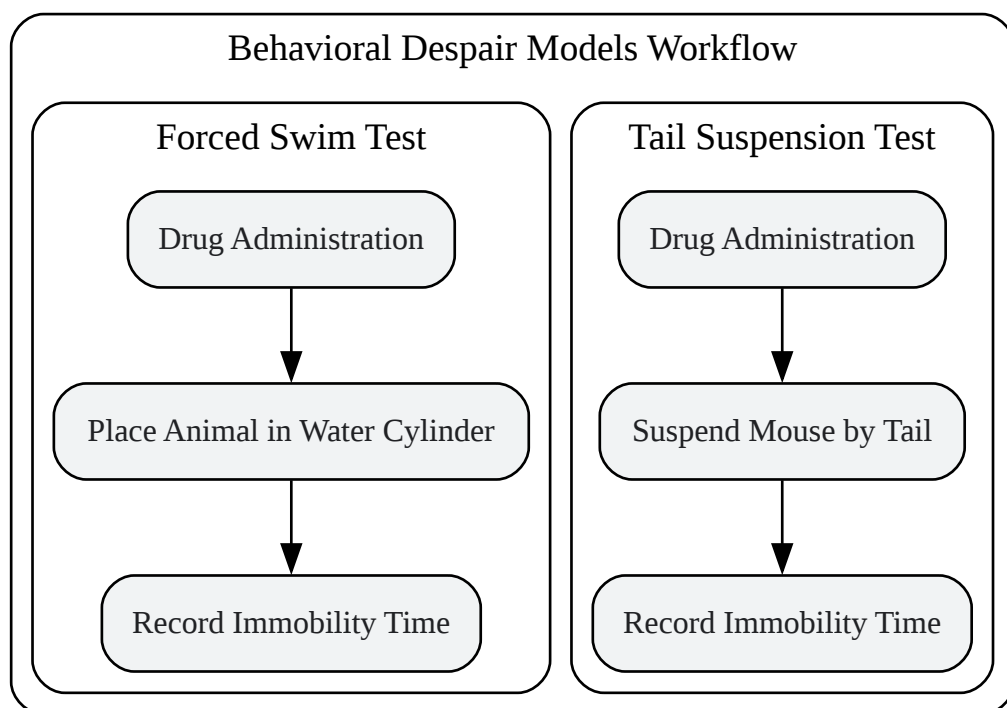 Behavioral Despair Models Workflow
Forced Swim Test
Drug Administration
Place Animal in Water Cylinder
Record Immobility Time
Tail Suspension Test
Drug Administration
Suspend Mouse by Tail
Record Immobility Time